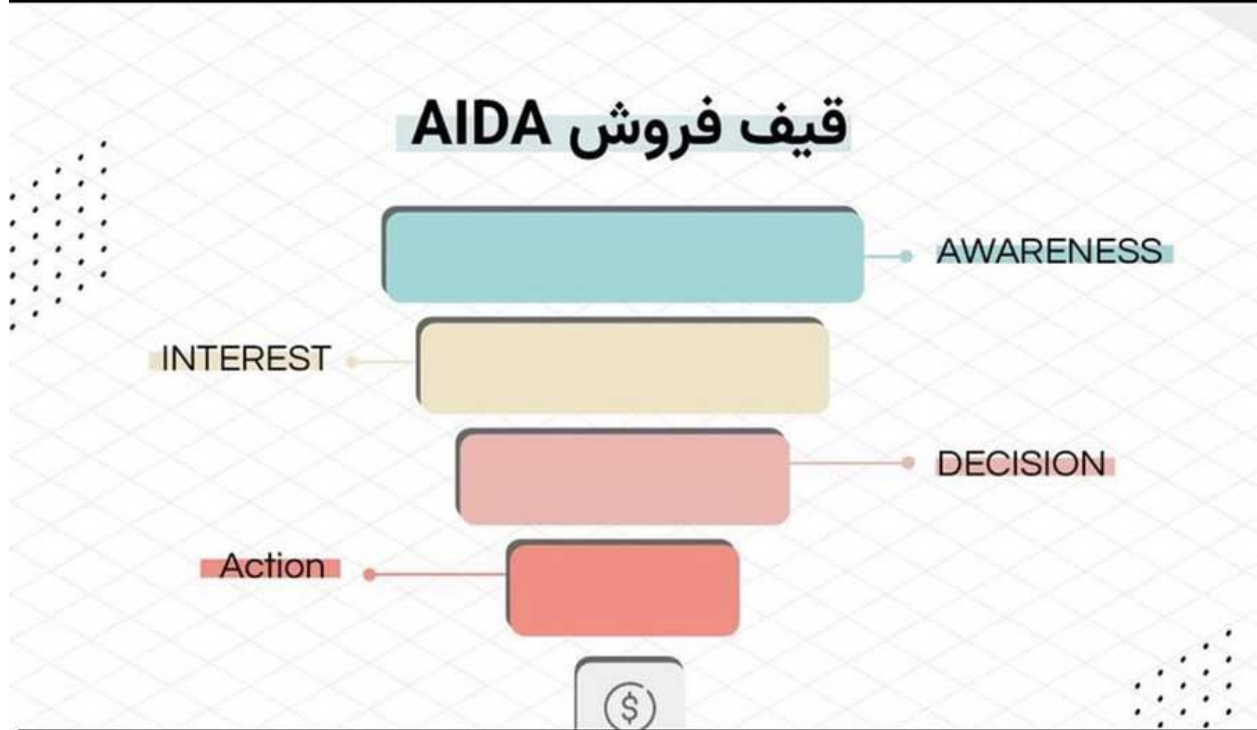 قیف فروش AIDA
AWARENESS
INTEREST
DECISION
Action
$